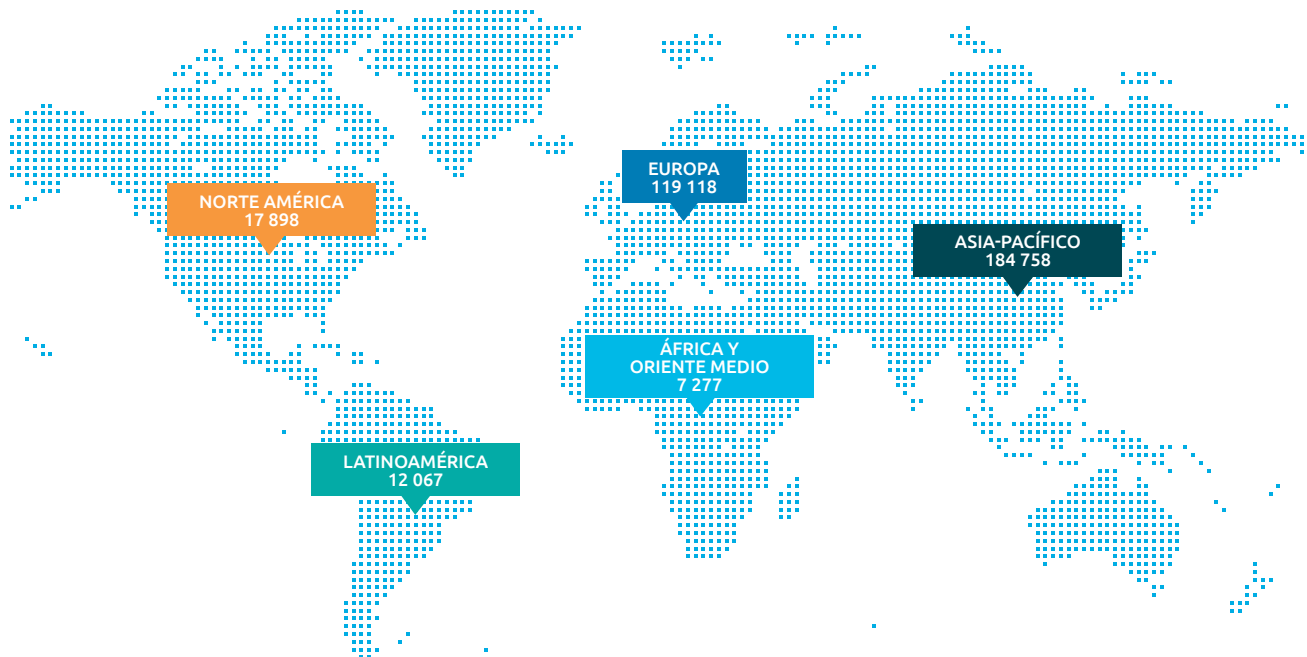 EUROPA
119 118
NORTE AMÉRICA
17 898
ASIA-PACÍFICO
184 758
ÁFRICA Y
ORIENTE MEDIO
7 277
LATINOAMÉRICA
12 067